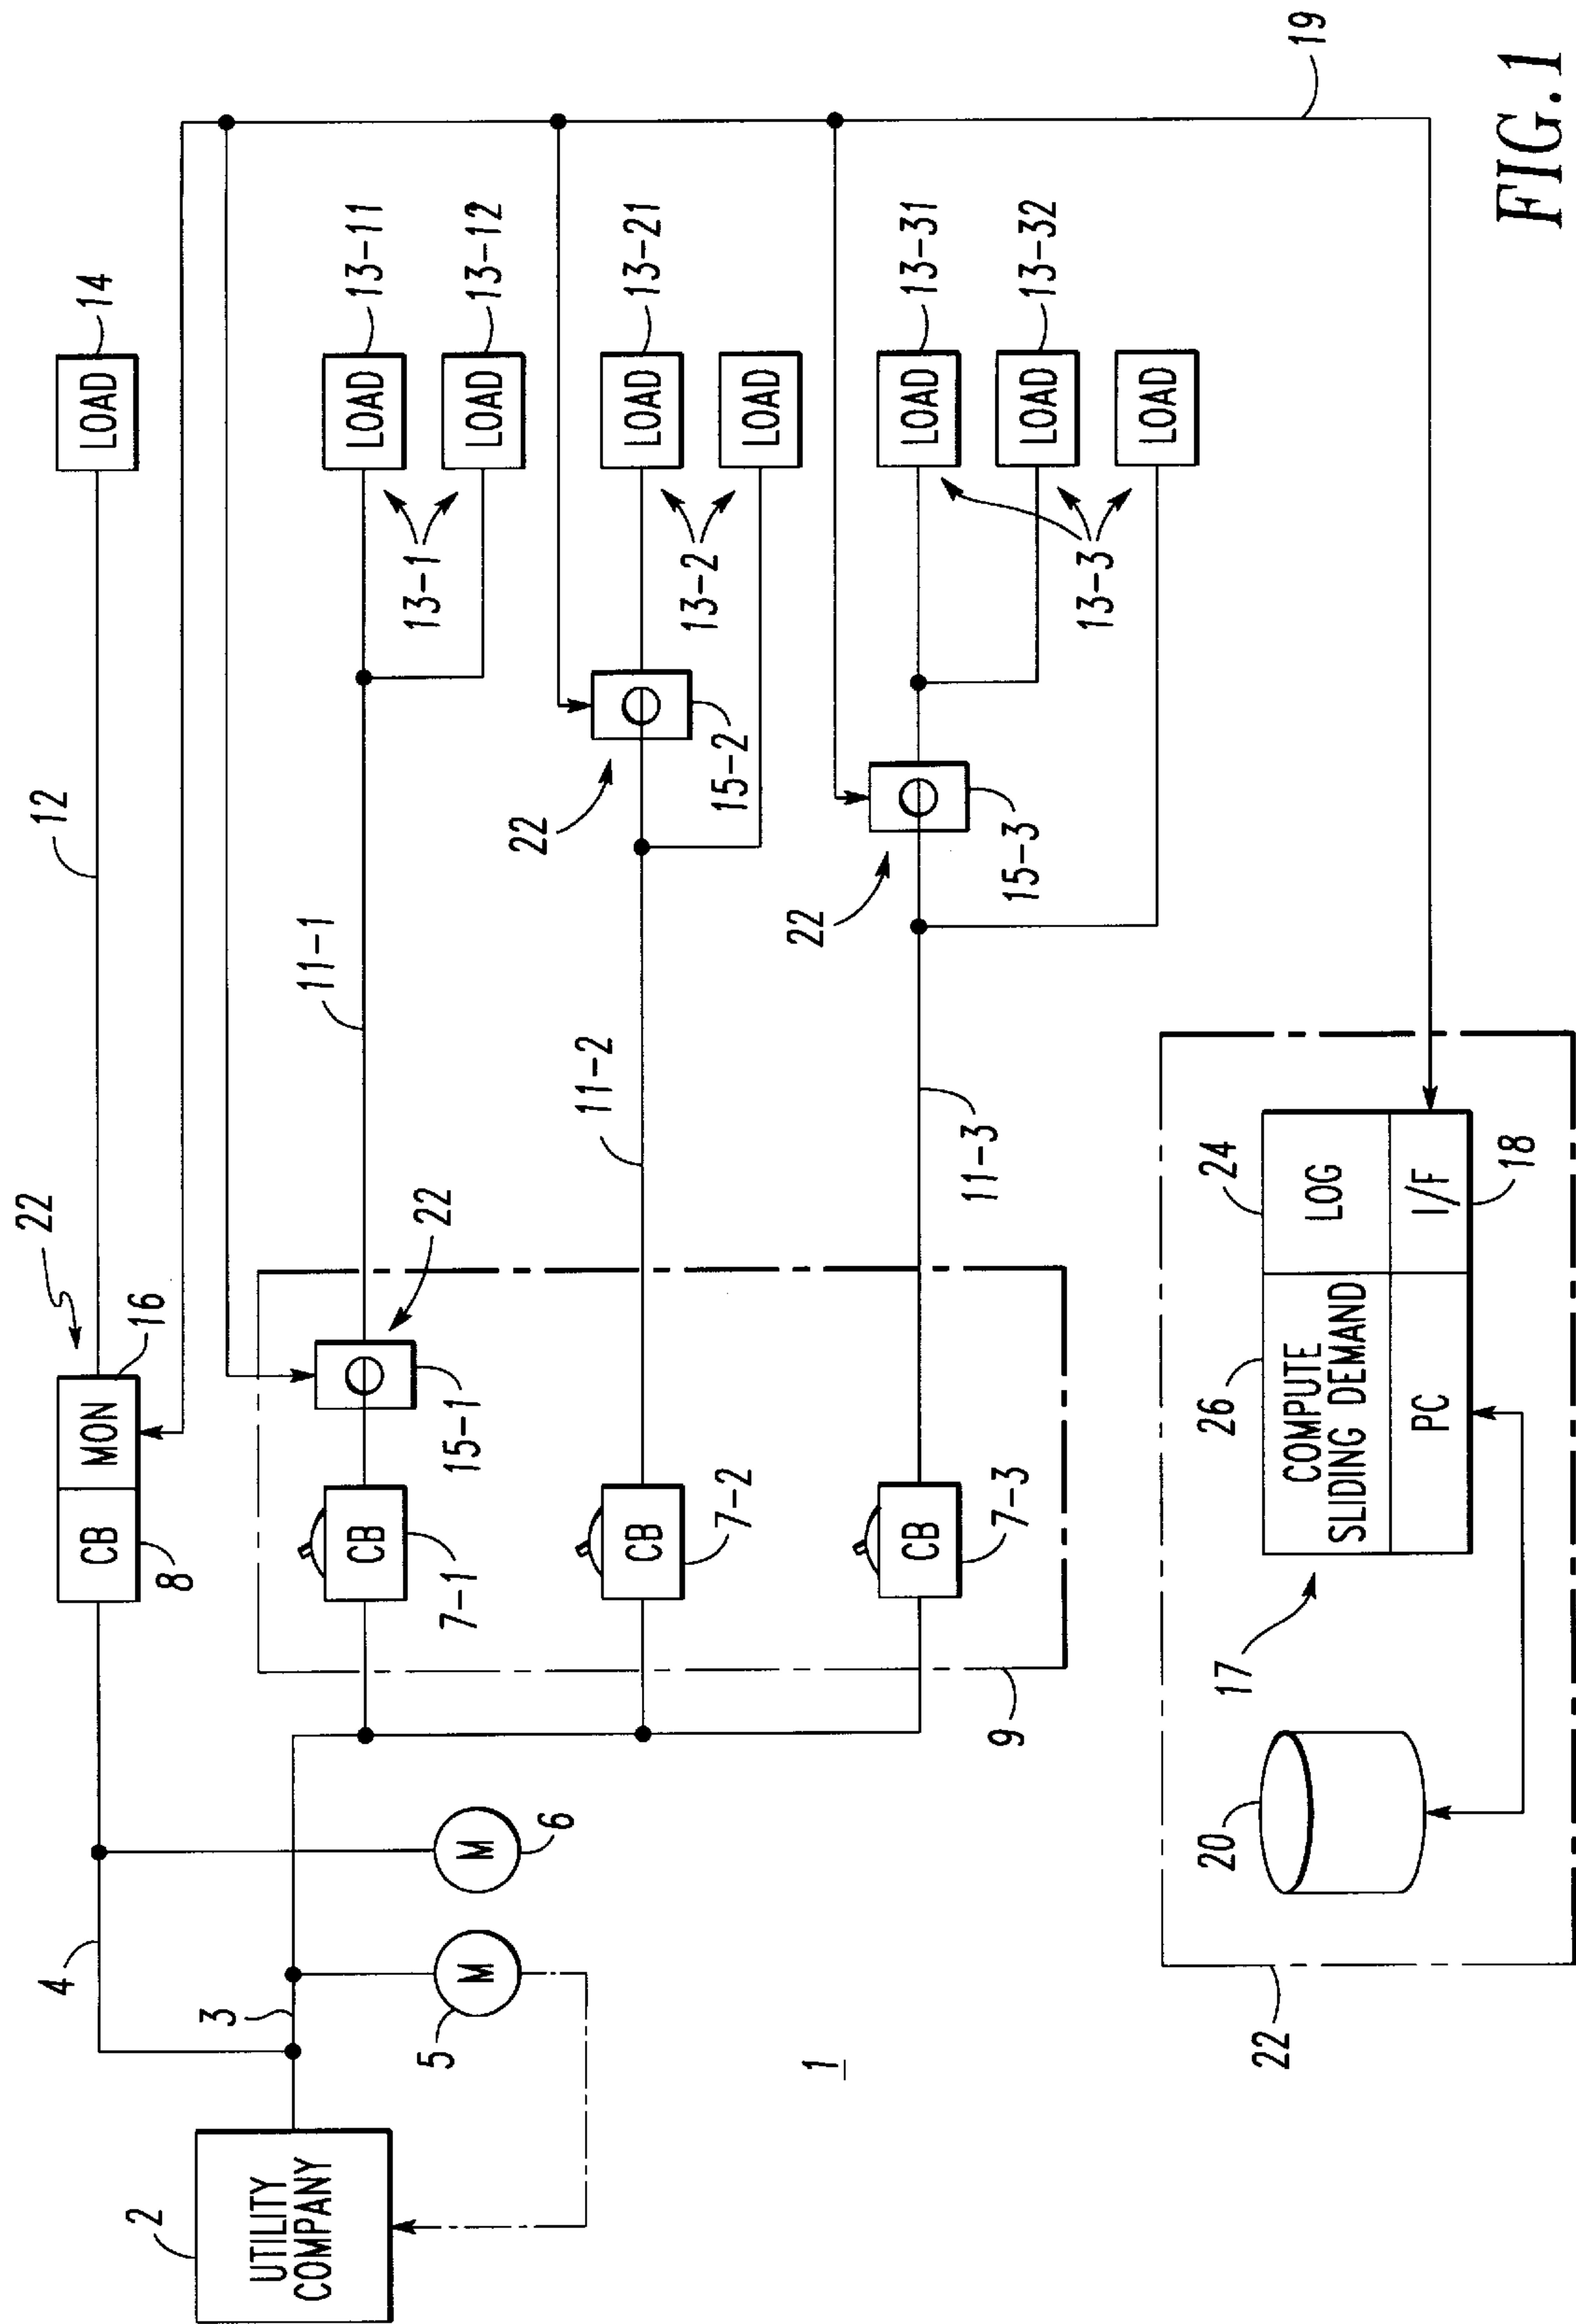 22
12
14
CB
MON
LOAD
8
16
4
2
UTILITY
COMPANY
3
5
M
6
M
11-1
CB
7-1
15-1
22
13-1
LOAD
13-11
LOAD
13-12
11-2
CB
7-2
22
15-2
13-2
LOAD
13-21
LOAD
11-3
CB
7-3
22
15-3
13-3
LOAD
13-31
LOAD
13-32
LOAD
9
1
19
22
20
17
26
24
COMPUTE
SLIDING DEMAND
LOG
PC
I/F
18
FIG.1